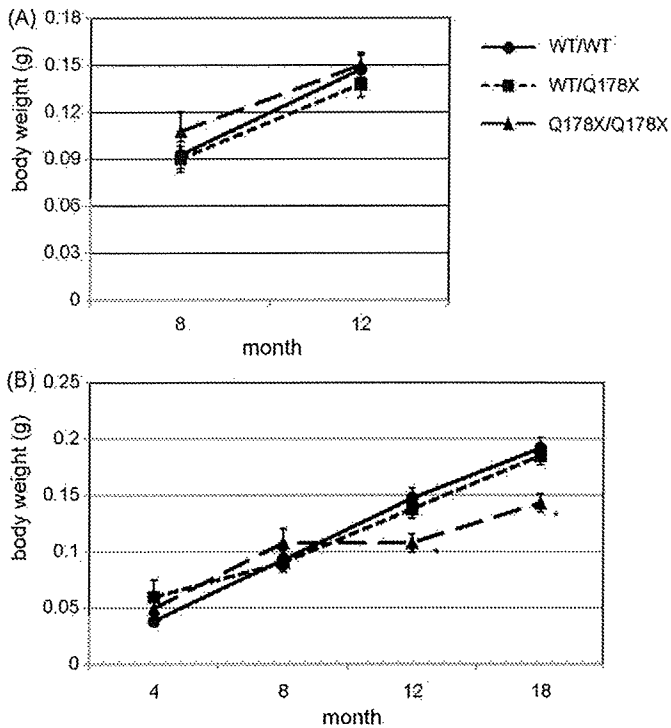 (A)
0.18
0.15
0.12
0.09
0.06
0.03
0
body weight (g)
8 12
month
WT/WT
WT/Q178X
Q178X/Q178X
(B)
0.25
0.2
0.15
0.1
0.05
0
body weight (g)
*
*
4 8 12 18
month